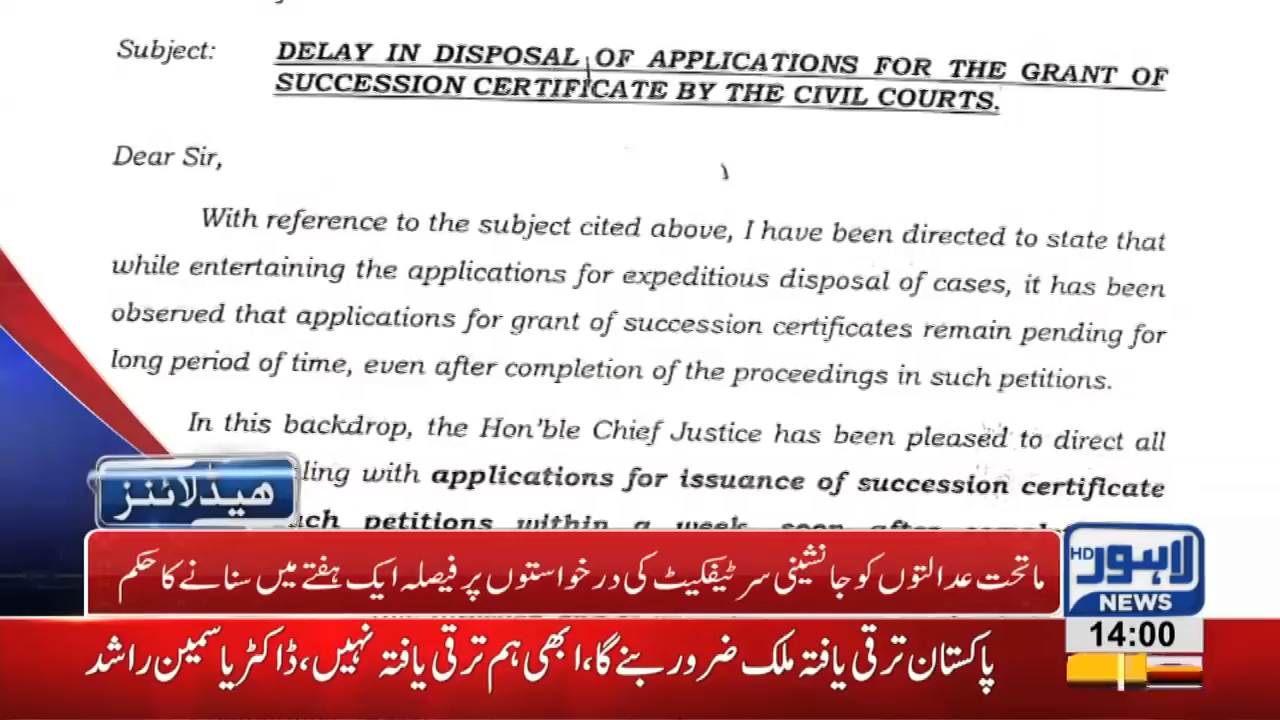 Subject: DELAY IN DISPOSAL OF APPLICATIONS FOR THE GRANT OF
SUCCESSION CERTIFICATE BY THE CIVIL COURTS.
Dear Sir,
With reference to the subject cited above, I have been directed to state that
while entertaining the applications for expeditious disposal of cases, it has been
observed that applications for grant of succession certificates remain pending for
long period of time, even after completion of the proceedings in such petitions.
In this backdrop, the Hon'ble Chief Justice has been pleased to direct all
with applications for issuance of succession certificate
petitions within a week, soon after
ھیڈلائنز
ماتحت عدالتوں کو جانشینی سرٹیفکیٹ کی درخواستوں پر فیصلہ ایک ہفتے میں سنانے کا حکم
HD لاہور
NEWS
14:00
پاکستان ترقی یافتہ ملک ضرور بنے گا، ابھی ہم ترقی یافتہ نہیں، ڈاکٹر یاسمین راشد